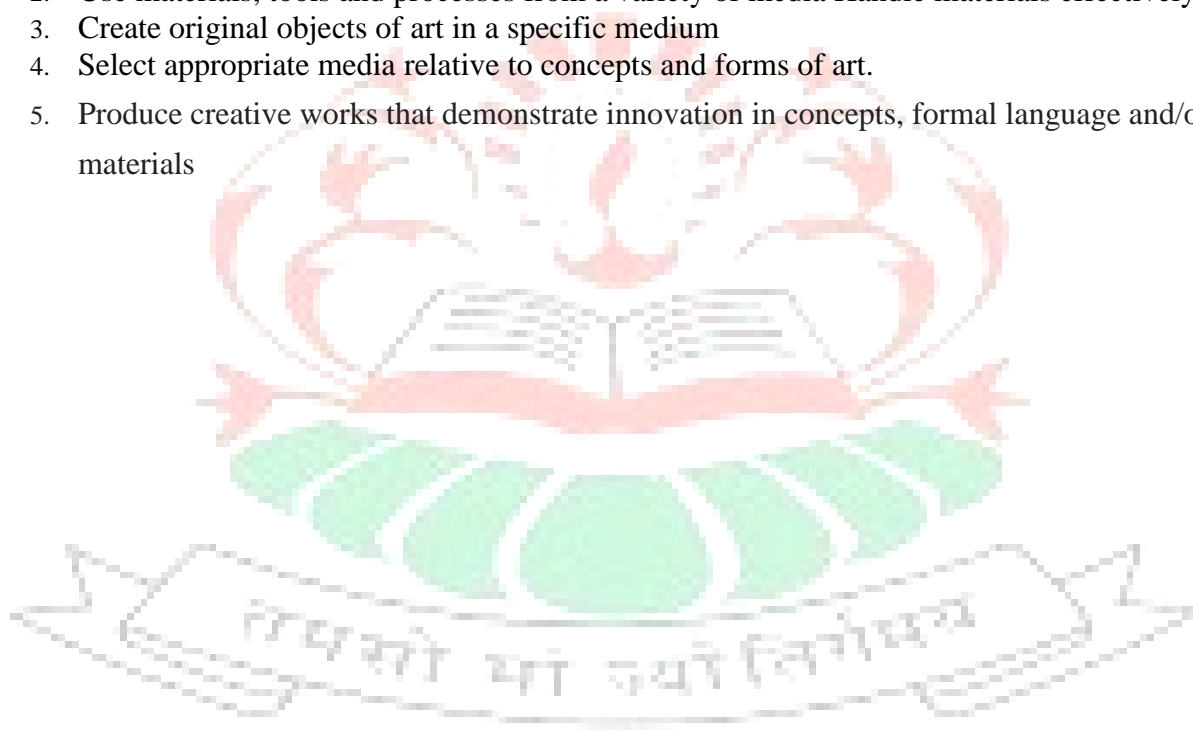 2. Use materials, tools and processes from a variety of media Handle materials effectively
3. Create original objects of art in a specific medium
4. Select appropriate media relative to concepts and forms of art.
5. Produce creative works that demonstrate innovation in concepts, formal language and/o
materials